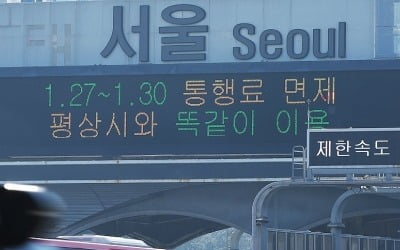 서울 Seoul
1.27~1.30 통행료 면제
평상시와 똑같이 이용
제한속도